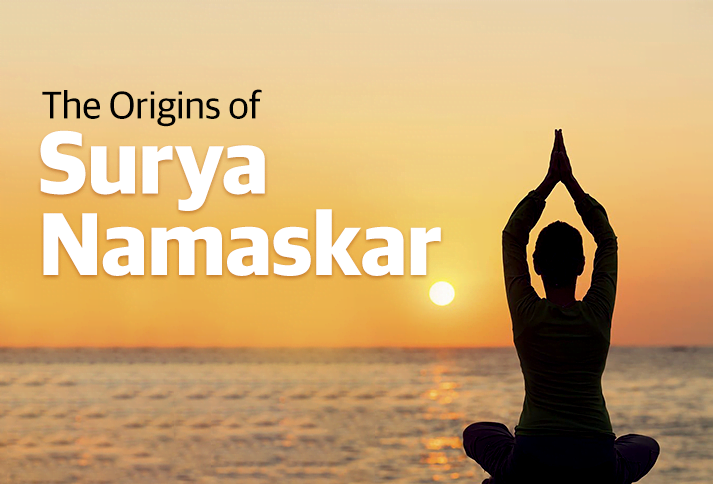 The Origins of
Surya
Namaskar